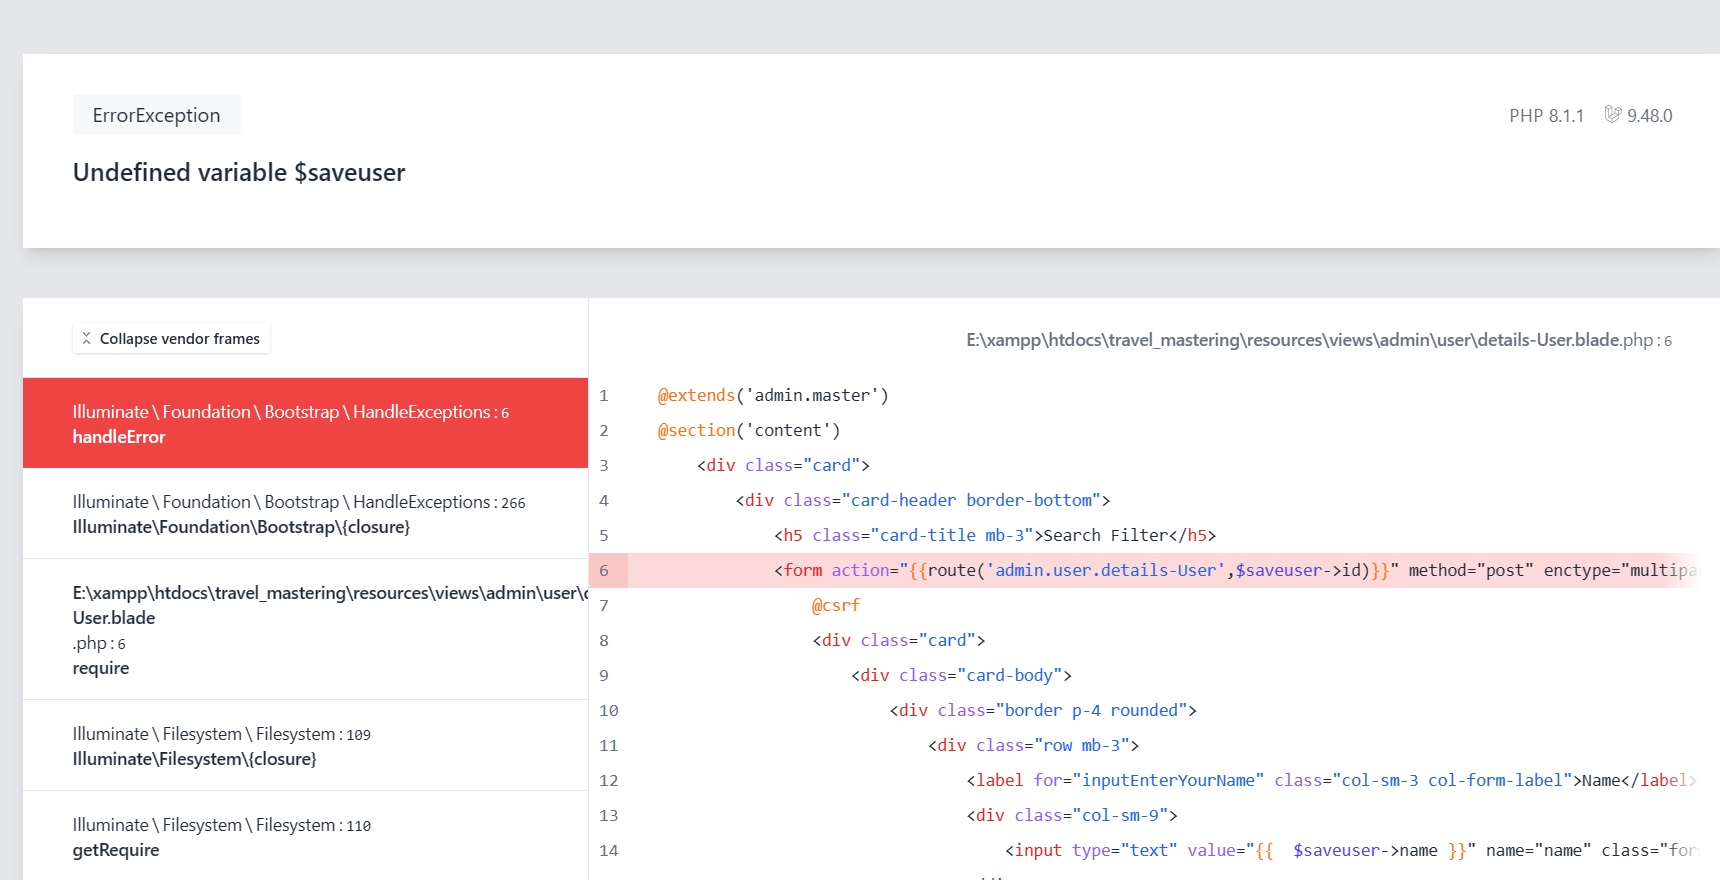 ErrorException
PHP 8.1.1 9.48.0
Undefined variable $saveuser
Collapse vendor frames
Illuminate \ Foundation \ Bootstrap \ HandleExceptions : 6
handleError
Illuminate \ Foundation \ Bootstrap \ HandleExceptions : 266
Illuminate\Foundation\Bootstrap\{closure}
E:\xampp\htdocs\travel_mastering\resources\views\admin\user\
User.blade
.php : 6
require
Illuminate \ Filesystem \ Filesystem : 109
Illuminate\Filesystem\{closure}
Illuminate \ Filesystem \ Filesystem : 110
getRequire
E:\xampp\htdocs\travel_mastering\resources\views\admin\user\details-User.blade.php : 6
1 @extends('admin.master')
2 @section('content')
3 <div class="card">
4 <div class="card-header border-bottom">
5 <h5 class="card-title mb-3">Search Filter</h5>
6 <form action="{{route('admin.user.details-User',$saveuser->id)}}" method="post" enctype="multipa
7 @csrf
8 <div class="card">
9 <div class="card-body">
10 <div class="border p-4 rounded">
11 <div class="row mb-3">
12 <label for="inputEnterYourName" class="col-sm-3 col-form-label">Name</label>
13 <div class="col-sm-9">
14 <input type="text" value="{{  $saveuser->name }}" name="name" class="for